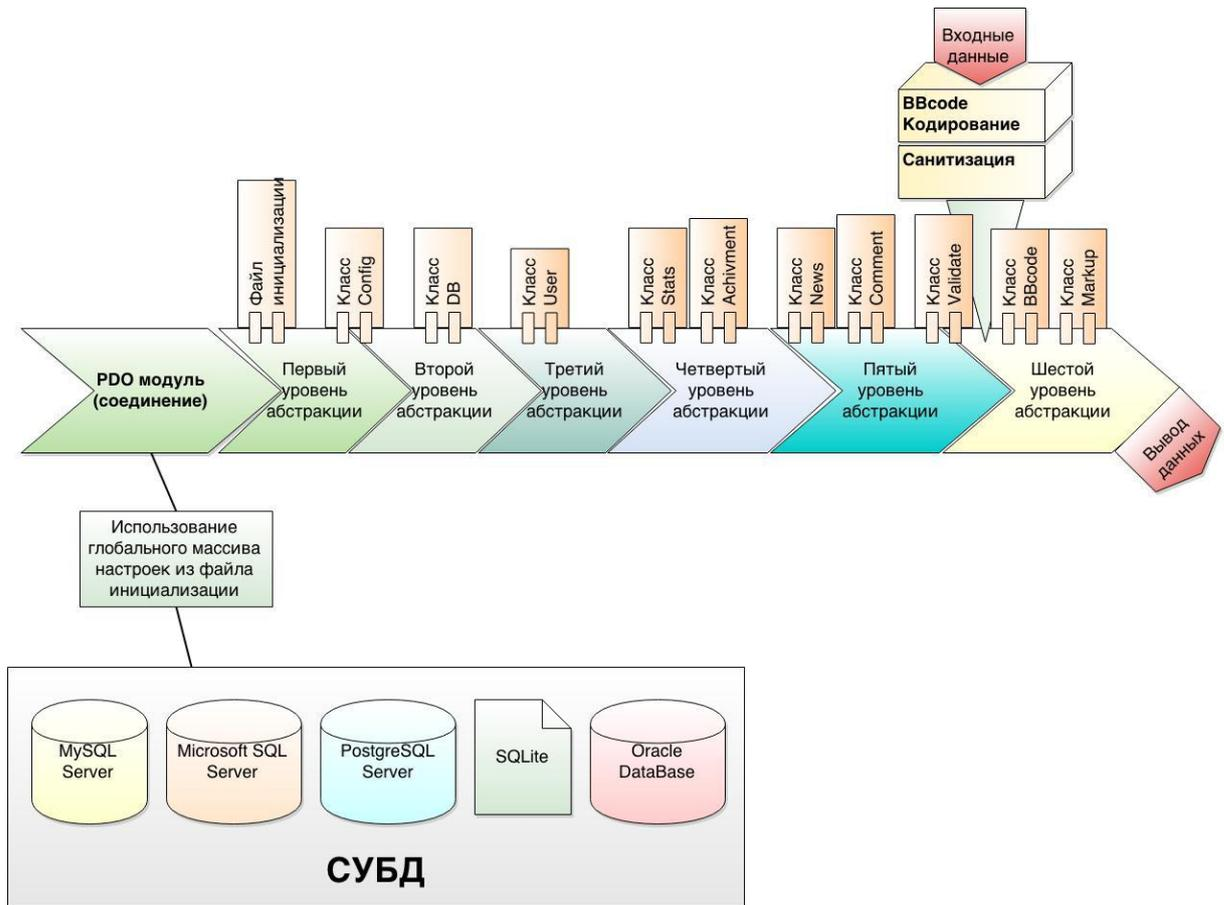 Входные
данные
BBcode
Кодирование
Санитизация
Файл
инициализации
Класс
Config
Класс
DB
Класс
User
Класс
Stats
Класс
Achivment
Класс
News
Класс
Comment
Класс
Validate
Класс
BBcode
Класс
Markup
PDO модуль
(соединение)
Первый
уровень
абстракции
Второй
уровень
абстракции
Третий
уровень
абстракции
Четвертый
уровень
абстракции
Пятый
уровень
абстракции
Шестой
уровень
абстракции
Вывод
данных
Использование
глобального массива
настроек из файла
инициализации
MySQL
Server
Microsoft SQL
Server
PostgreSQL
Server
SQLite
Oracle
DataBase
СУБД